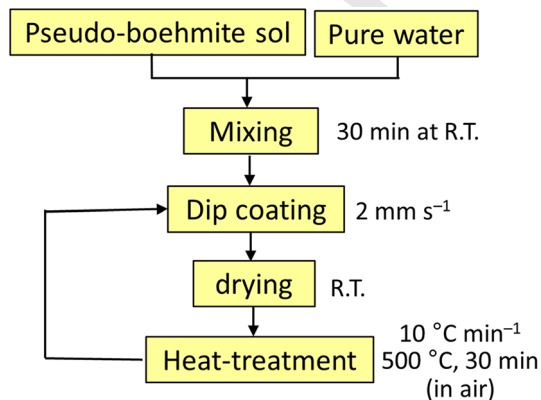 Pseudo-boehmite sol
Pure water
Mixing
30 min at R.T.
Dip coating
2 mm s⁻¹
drying
R.T.
Heat-treatment
10 °C min⁻¹
500 °C, 30 min
(in air)